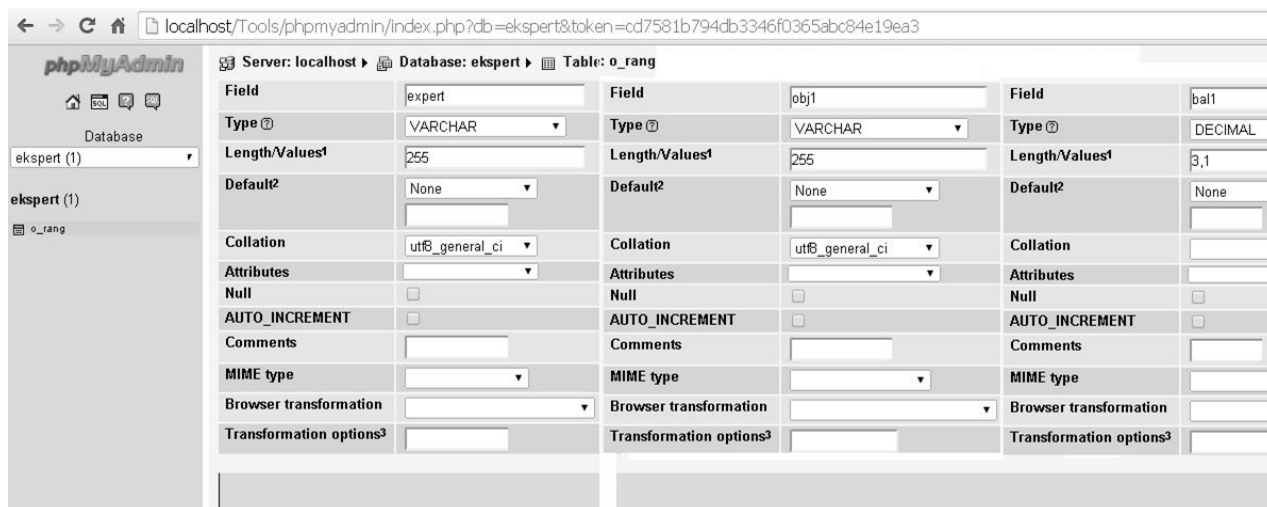 localhost/Tools/phpmyadmin/index.php?db=ekspert&token=cd7581b794db3346f0365abc84e19ea3
phpMyAdmin
Database
ekspert (1)
ekspert (1)
o_rang
Server: localhost ▸ Database: ekspert ▸ Table: o_rang
Field expert Field obj1 Field bal1
Type VARCHAR Type VARCHAR Type DECIMAL
Length/Values1 255 Length/Values1 255 Length/Values1 3,1
Default2 None Default2 None Default2 None
Collation utf8_general_ci Collation utf8_general_ci Collation
Attributes Attributes Attributes
Null Null Null
AUTO_INCREMENT AUTO_INCREMENT AUTO_INCREMENT
Comments Comments Comments
MIME type MIME type MIME type
Browser transformation Browser transformation Browser transformation
Transformation options3 Transformation options3 Transformation options3